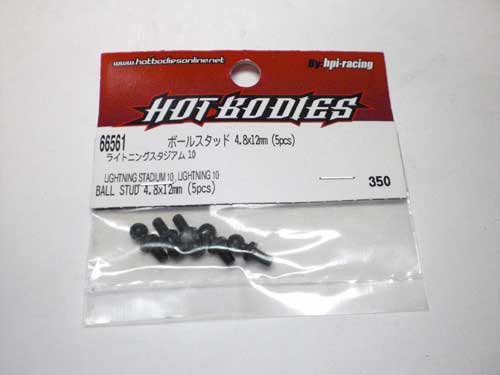 www.hotbodiesonline.net
By: hpi-racing
HOT BODIES
66561 ボールスタッド 4.8x12mm (5pcs)
ライトニングスタジアム 10
LIGHTNING STADIUM 10, LIGHTNING 10
BALL STUD 4.8x12mm (5pcs)
350